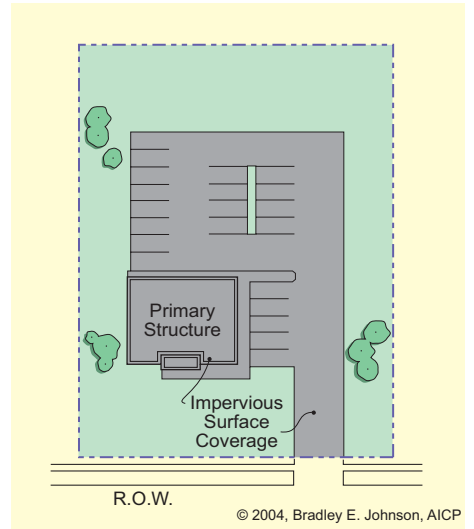 Primary
Structure
Impervious
Surface
Coverage
R.O.W.
© 2004, Bradley E. Johnson, AICP